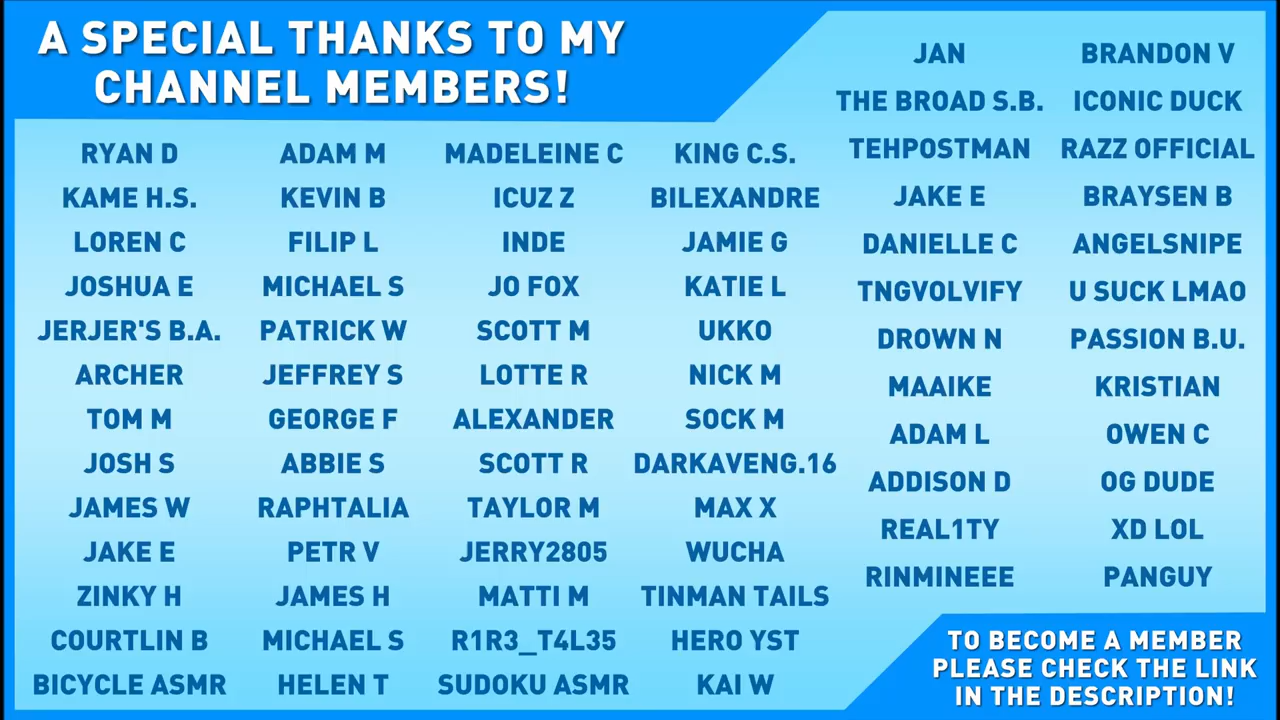 A SPECIAL THANKS TO MY
CHANNEL MEMBERS!
RYAN D
KAME H.S.
LOREN C
JOSHUA E
JERJER'S B.A.
ARCHER
TOM M
JOSH S
JAMES W
JAKE E
ZINKY H
COURTLIN B
BICYCLE ASMR
ADAM M
KEVIN B
FILIP L
MICHAEL S
PATRICK W
JEFFREY S
GEORGE F
ABBIE S
RAPHTALIA
PETR V
JAMES H
MICHAEL S
HELEN T
MADELEINE C
ICUZ Z
INDE
JO FOX
SCOTT M
LOTTE R
ALEXANDER
SCOTT R
TAYLOR M
JERRY2805
MATTI M
R1R3_T4L35
SUDOKU ASMR
KING C.S.
BILEXANDRE
JAMIE G
KATIE L
UKKO
NICK M
SOCK M
DARKAVENG.16
MAX X
WUCHA
TINMAN TAILS
HERO YST
KAI W
JAN
THE BROAD S.B.
TEHPOSTMAN
JAKE E
DANIELLE C
TNGVOLVIFY
DROWN N
MAAIKE
ADAM L
ADDISON D
REAL1TY
RINMINEEE
BRANDON V
ICONIC DUCK
RAZZ OFFICIAL
BRAYSEN B
ANGELSNIPE
U SUCK LMAO
PASSION B.U.
KRISTIAN
OWEN C
OG DUDE
XD LOL
PANGUY
TO BECOME A MEMBER
PLEASE CHECK THE LINK
IN THE DESCRIPTION!